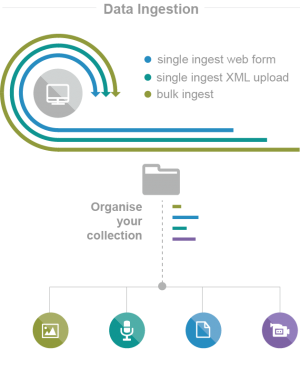 Data Ingestion
single ingest web form
single ingest XML upload
bulk ingest
Organise
your
collection